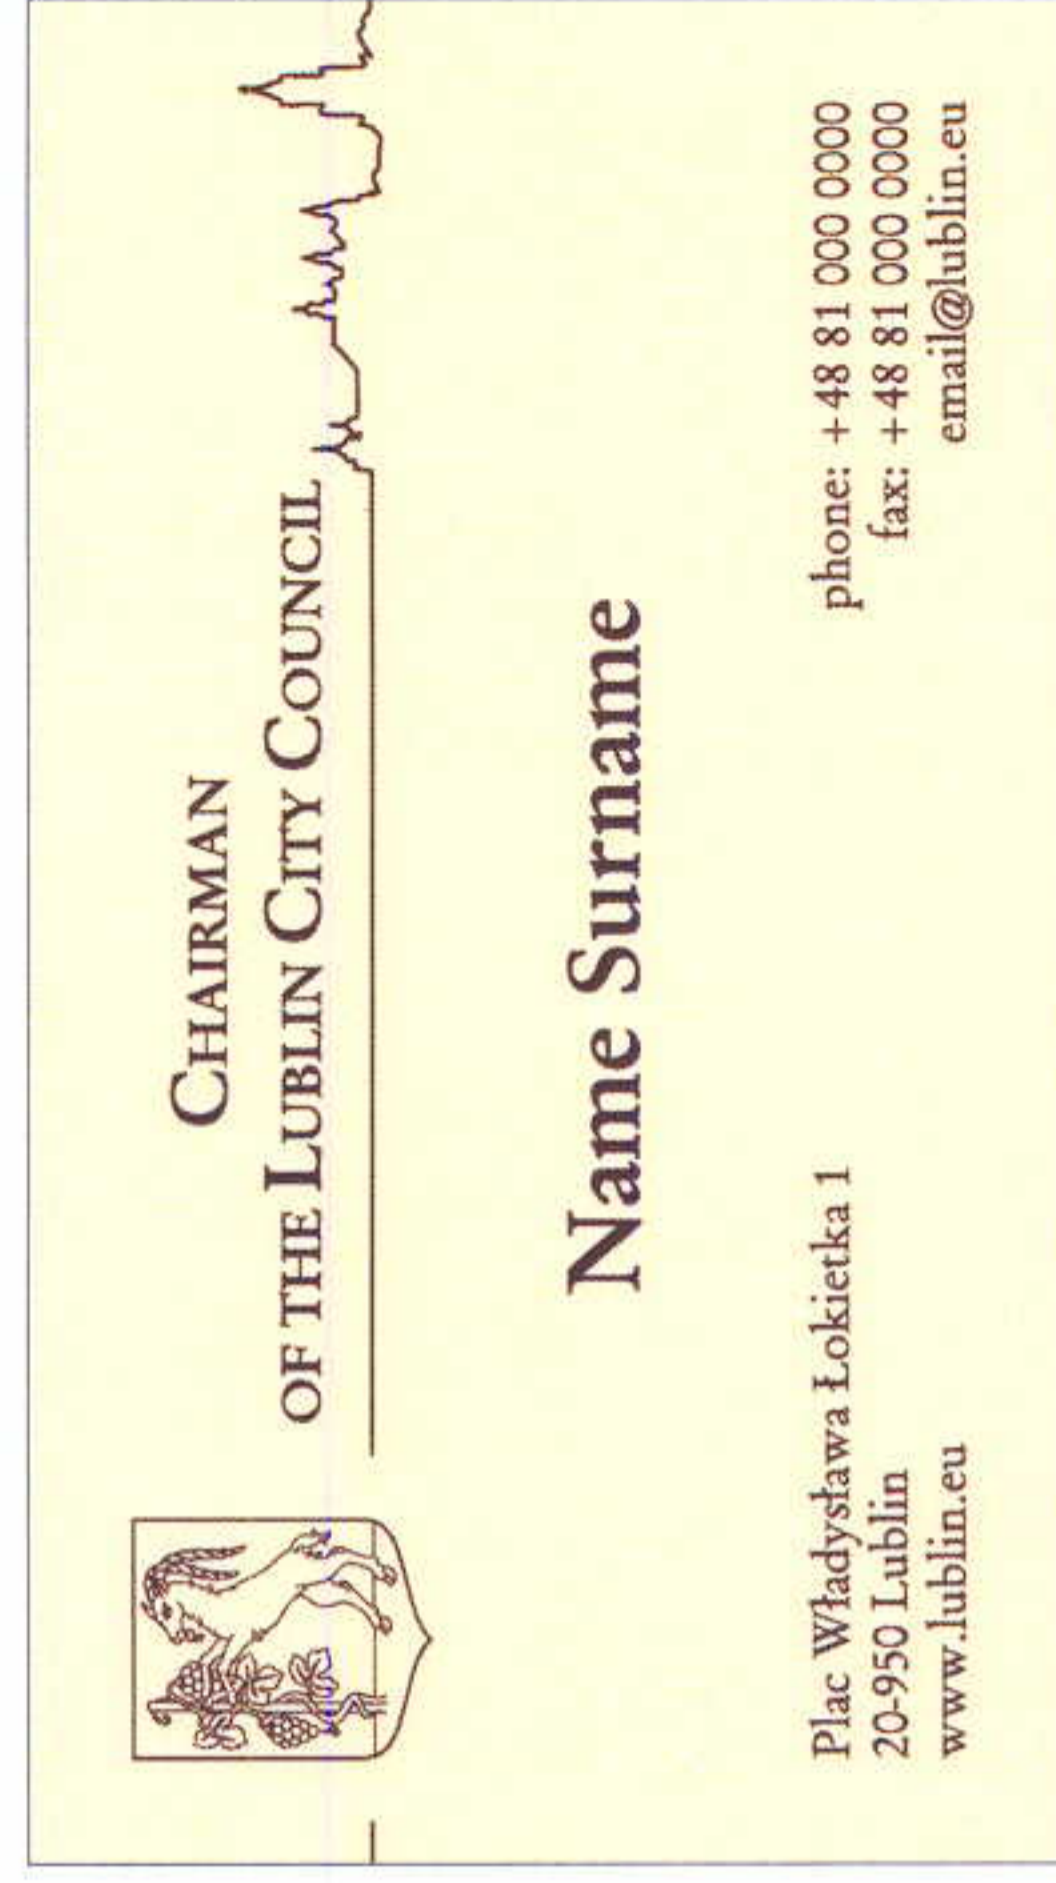 CHAIRMAN
OF THE LUBLIN CITY COUNCIL
Name Surname
Plac Władysława Łokietka 1
20-950 Lublin
www.lublin.eu
phone: +48 81 000 0000
fax: +48 81 000 0000
email@lublin.eu